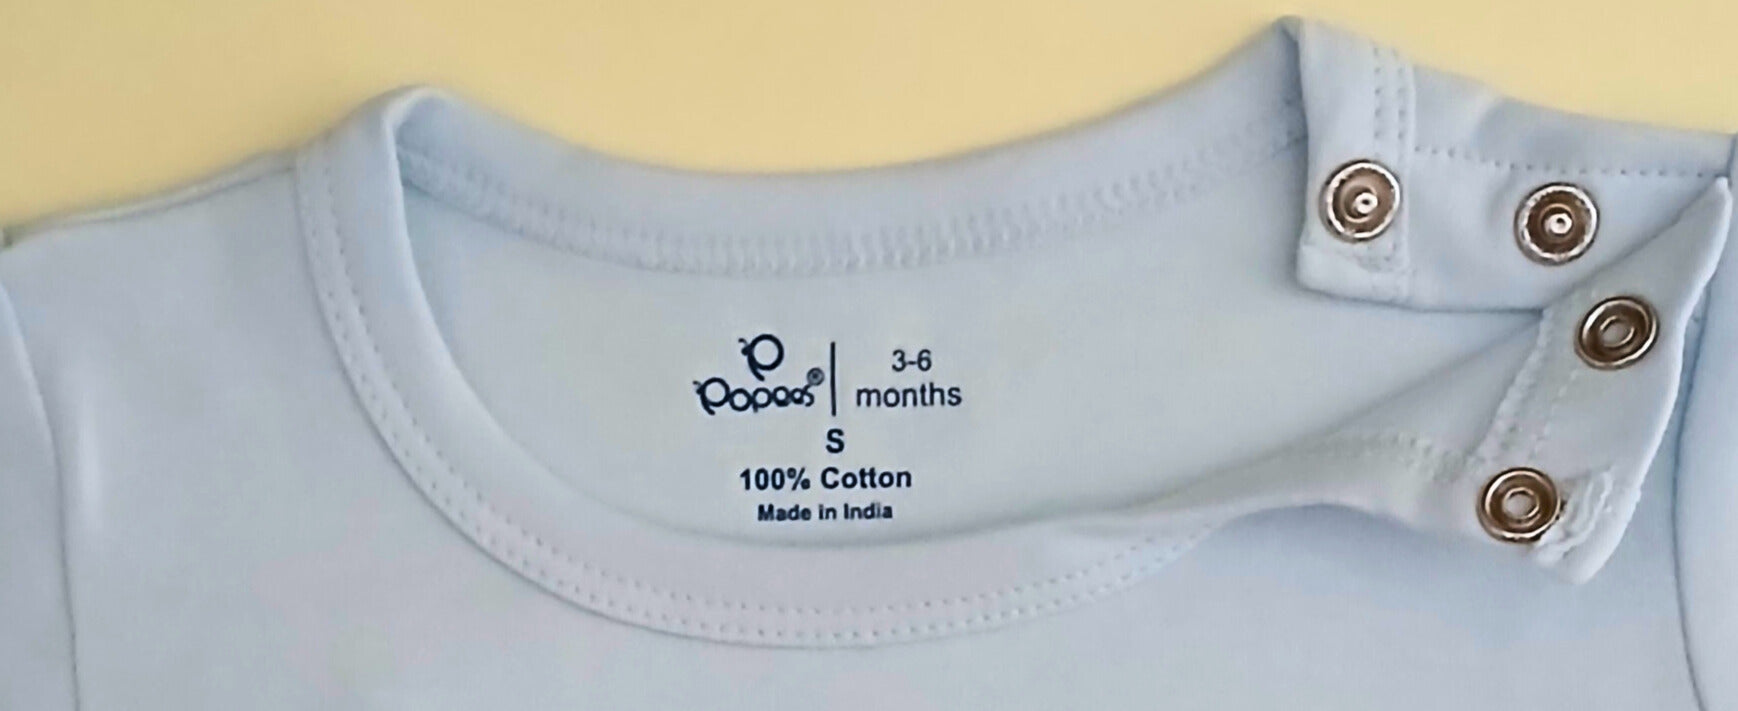 Popees®
3-6
months
S
100% Cotton
Made in India